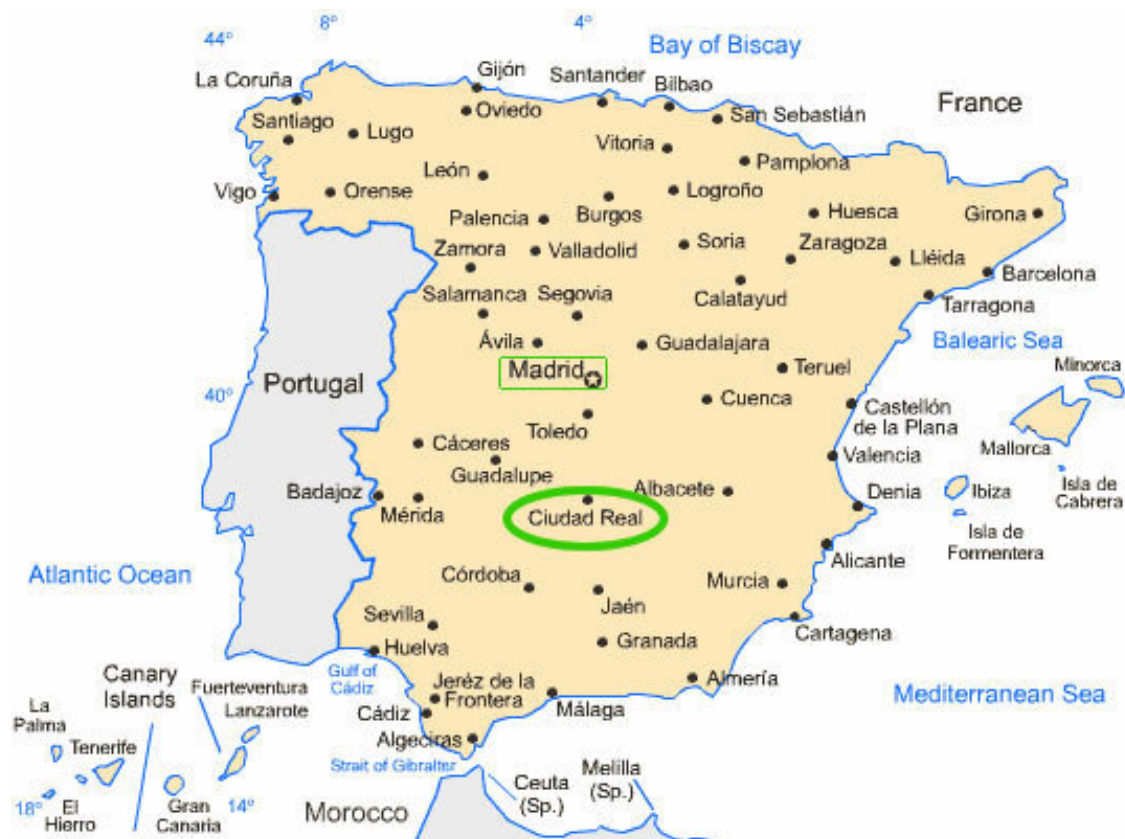 8°
4°
44°
Bay of Biscay
Gijón
Santander
Bilbao
La Coruña
France
Oviedo
San Sebastián
Santiago
Lugo
Vitoria
Pamplona
León
Vigo
Orense
Logroño
Palencia
Burgos
Huesca
Girona
Zamora
Valladolid
Soria
Zaragoza
Lléida
Barcelona
Salamanca
Segovia
Calatayud
Tarragona
Ávila
Guadalajara
Balearic Sea
Minorca
Madrid
Teruel
Portugal
40°
Cuenca
Castellón
de la Plana
Toledo
Cáceres
Mallorca
Valencia
Guadalupe
Isla de
Cabrera
Badajoz
Albacete
Denia
Ibiza
Mérida
Ciudad Real
Isla de
Formentera
Alicante
Atlantic Ocean
Córdoba
Murcia
Jaén
Sevilla
Cartagena
Huelva
Granada
Canary
Islands
Gulf of
Cádiz
Fuerteventura
Jeréz de la
Frontera
Almería
Mediterranean Sea
Lanzarote
La
Palma
Cádiz
Málaga
Tenerife
Algeciras
Strait of Gibralter
Ceuta
(Sp.)
Melilla
(Sp.)
18°
El
Hierro
Gran
Canaria
14°
Morocco